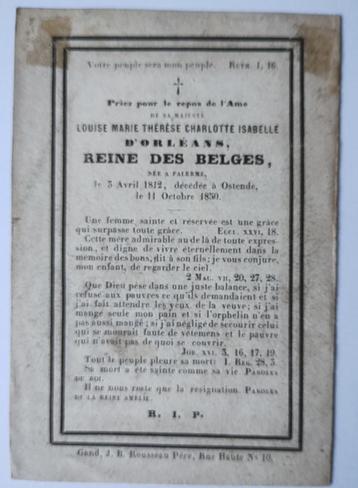 Votre peuple sera mon peuple. RUTH. 1, 16.
Priez pour le repos de l'Ame
DE SA MAJESTÉ
LOUISE MARIE THÉRÈSE CHARLOTTE ISABELLE
D'ORLÉANS,
REINE DES BELGES,
NÉE A PALERME,
le 3 Avril 1812, décédée à Ostende,
le 11 Octobre 1850.
Une femme sainte et réservée est une grâce
qui surpasse toute grâce. ECCL. XXVI, 18.
Cette mère admirable au delà de toute expres-
sion, et digne de vivre éternellement dans la
mémoire des bons, dit à son fils; je vous conjure,
mon enfant, de regarder le ciel.
2 MAC. VII, 20, 27, 28.
Que Dieu pèse dans une juste balance, si j'ai
refusé aux pauvres ce qu'ils demandaient et si
j'ai fait attendre les yeux de la veuve; si j'ai
mangé seule mon pain et si l'orphelin n'en a
pas aussi mangé; si j'ai négligé de secourir celui
qui se mourait faute de vêtements et le pauvre
qui n'avait pas de quoi se couvrir.
JOB. XXI. 3, 16, 17, 19.
Tout le peuple pleure sa mort: 1. REG. 28, 3.
Sa mort a été sainte comme sa vie PAROLES
DU ROI.
Il ne nous reste que la résignation PAROLES
DE LA REINE AMÉLIE.
R. I. P.
Gand, J. B. Rousseau Père, Rue Haute No 10.